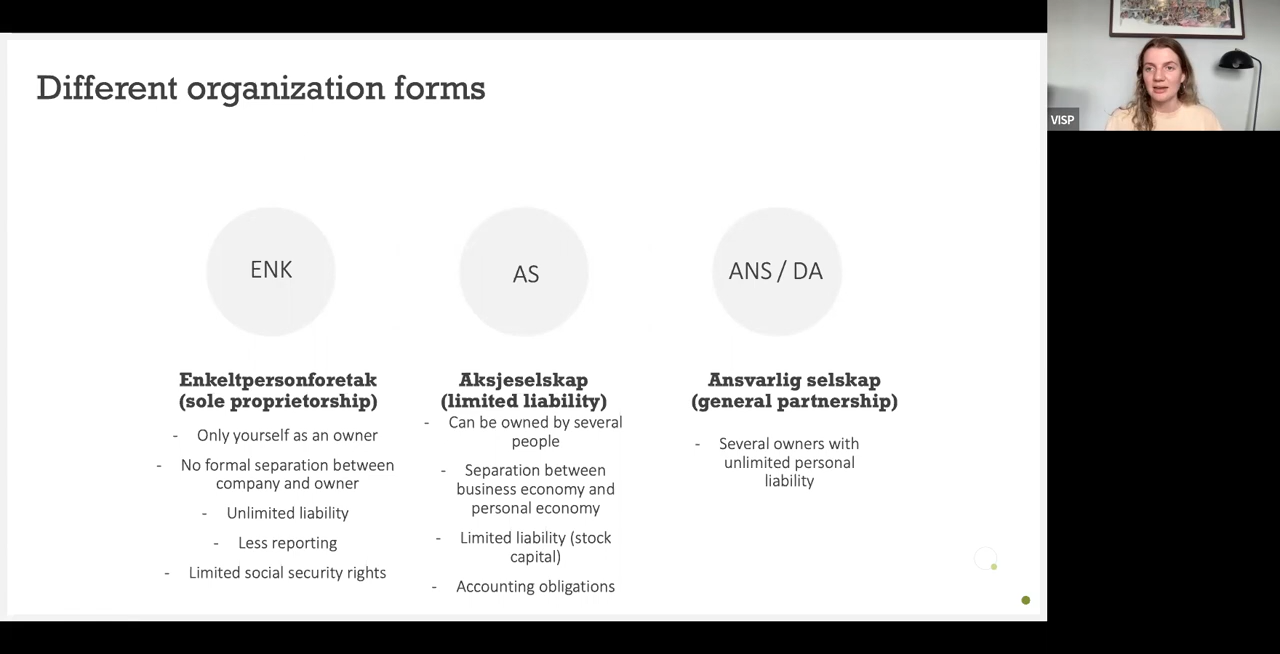 Different organization forms
ENK
Enkeltpersonforetak
(sole proprietorship)
- Only yourself as an owner
- No formal separation between
company and owner
- Unlimited liability
- Less reporting
- Limited social security rights
AS
Aksjeselskap
(limited liability)
- Can be owned by several
people
- Separation between
business economy and
personal economy
- Limited liability (stock
capital)
- Accounting obligations
ANS / DA
Ansvarlig selskap
(general partnership)
- Several owners with
unlimited personal
liability
VISP